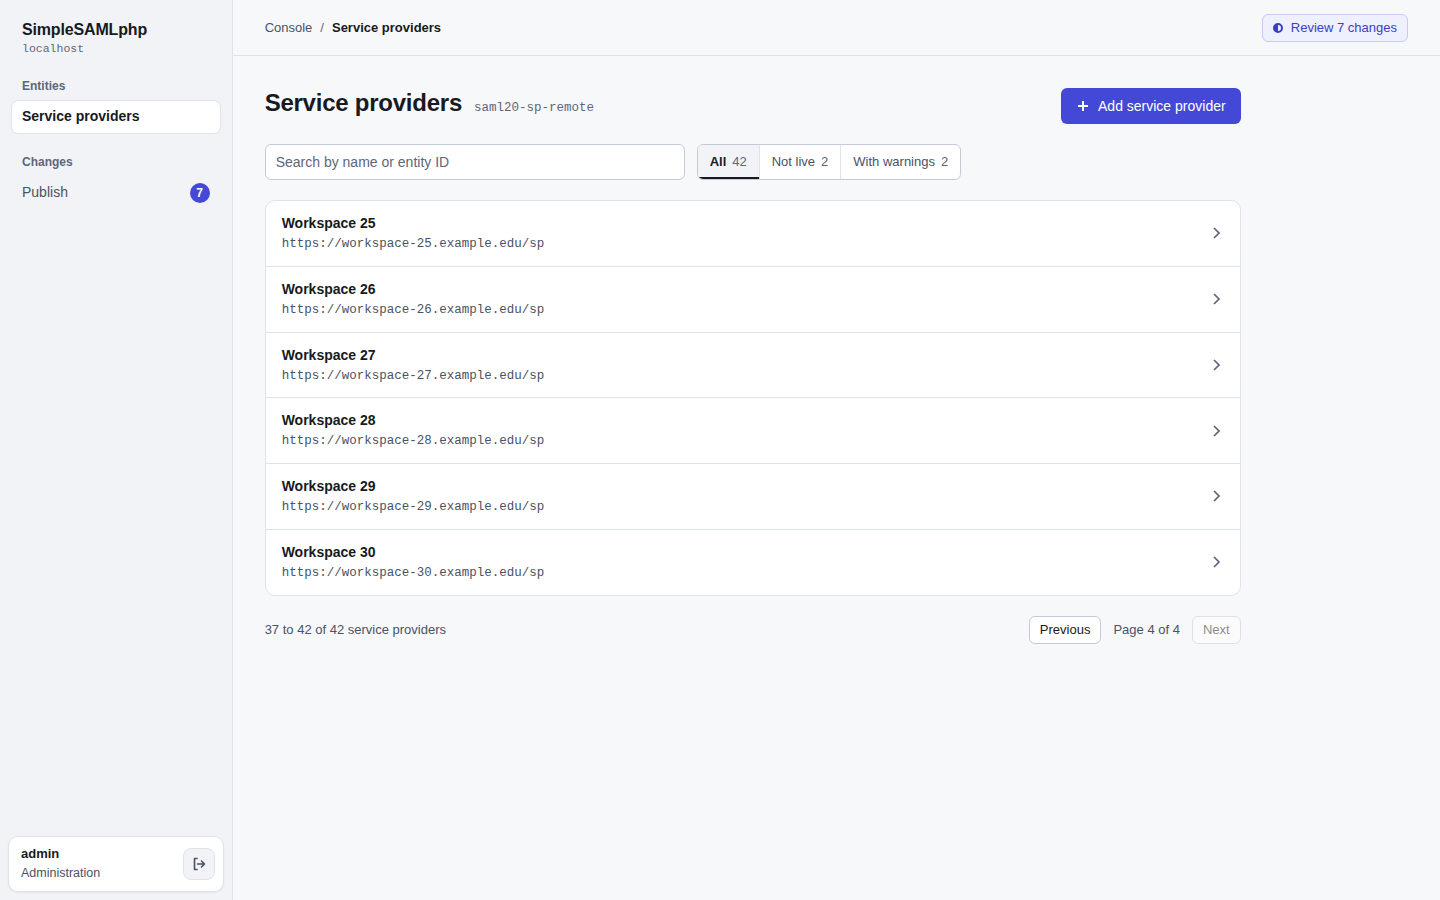 SimpleSAMLphp
localhost
Entities
Service providers
Changes
Publish 7
admin
Administration
Console / Service providers
Review 7 changes
Service providers saml20-sp-remote
Add service provider
Search by name or entity ID
All 42 Not live 2 With warnings 2
Workspace 25
https://workspace-25.example.edu/sp
Workspace 26
https://workspace-26.example.edu/sp
Workspace 27
https://workspace-27.example.edu/sp
Workspace 28
https://workspace-28.example.edu/sp
Workspace 29
https://workspace-29.example.edu/sp
Workspace 30
https://workspace-30.example.edu/sp
37 to 42 of 42 service providers
Previous Page 4 of 4 Next